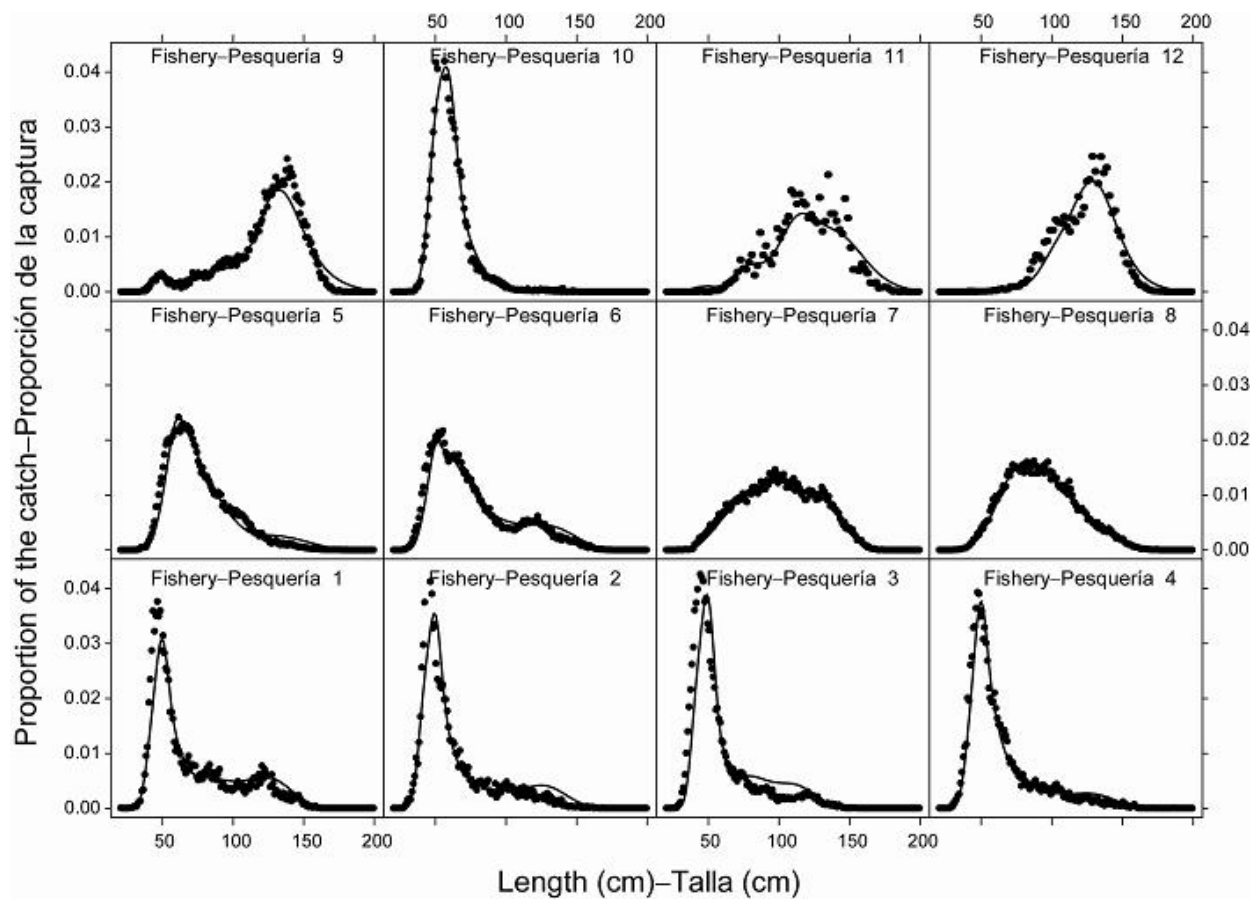 50 100 150 200 50 100 150 200
Fishery–Pesquería 9 Fishery–Pesquería 10 Fishery–Pesquería 11 Fishery–Pesquería 12
0.04
0.03
0.02
0.01
0.00
Fishery–Pesquería 5 Fishery–Pesquería 6 Fishery–Pesquería 7 Fishery–Pesquería 8
0.04
0.03
0.02
0.01
0.00
Fishery–Pesquería 1 Fishery–Pesquería 2 Fishery–Pesquería 3 Fishery–Pesquería 4
0.04
0.03
0.02
0.01
0.00
50 100 150 200 50 100 150 200
Length (cm)–Talla (cm)
Proportion of the catch–Proporción de la captura